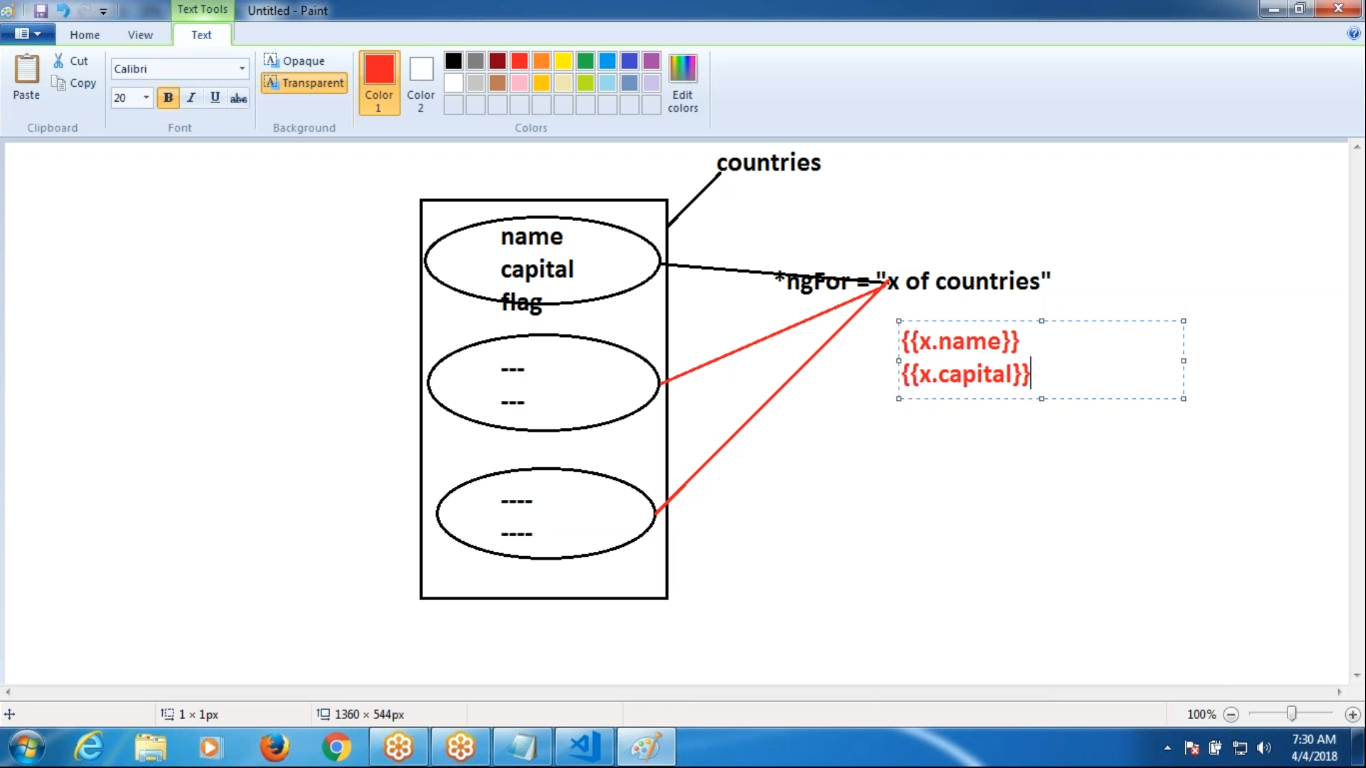 Text Tools
Untitled - Paint
Home
View
Text
Paste
Cut
Copy
Clipboard
Calibri
20
B I U abc
Font
Opaque
Transparent
Background
Color 1
Color 2
Edit colors
Colors
countries
name
capital
flag
*ngFor = "x of countries"
{{x.name}}
{{x.capital}}
---
---
----
----
1 × 1px
1360 × 544px
100%
7:30 AM
4/4/2018